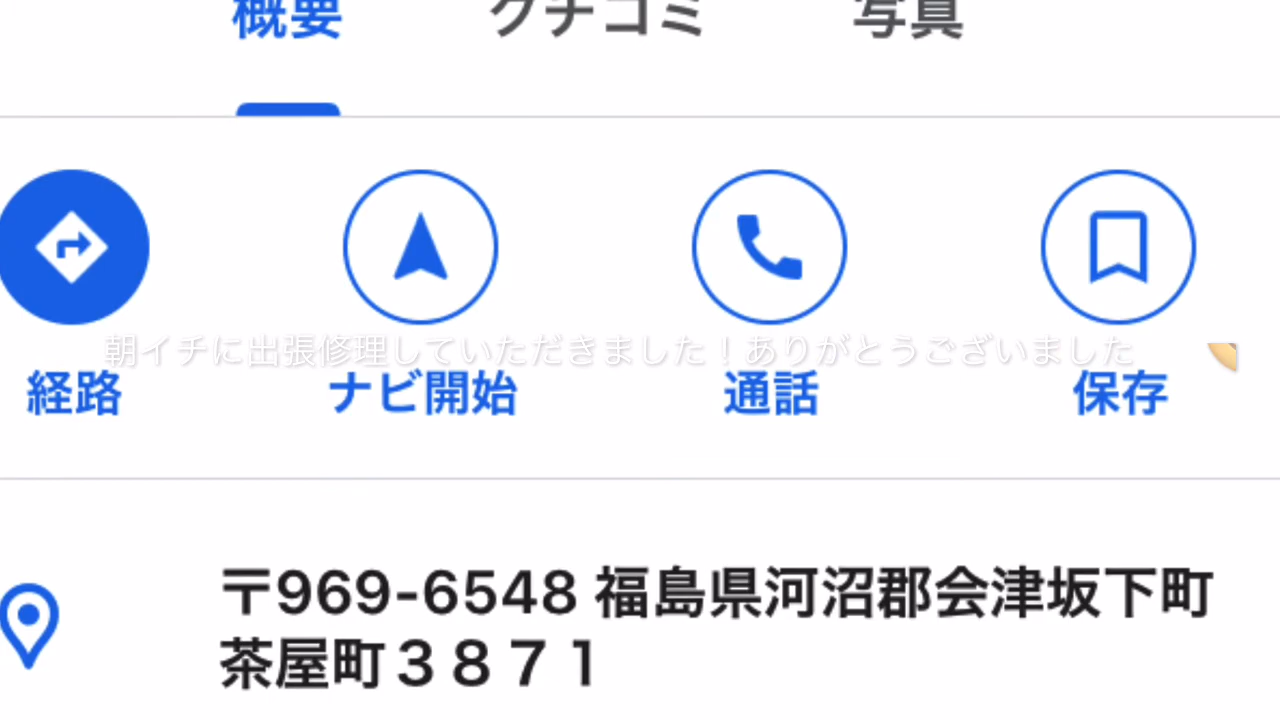 概要 クチコミ 写真
朝イチに出張修理していただきました！ありがとうございました
経路 ナビ開始 通話 保存
〒969-6548 福島県河沼郡会津坂下町
茶屋町３８７１